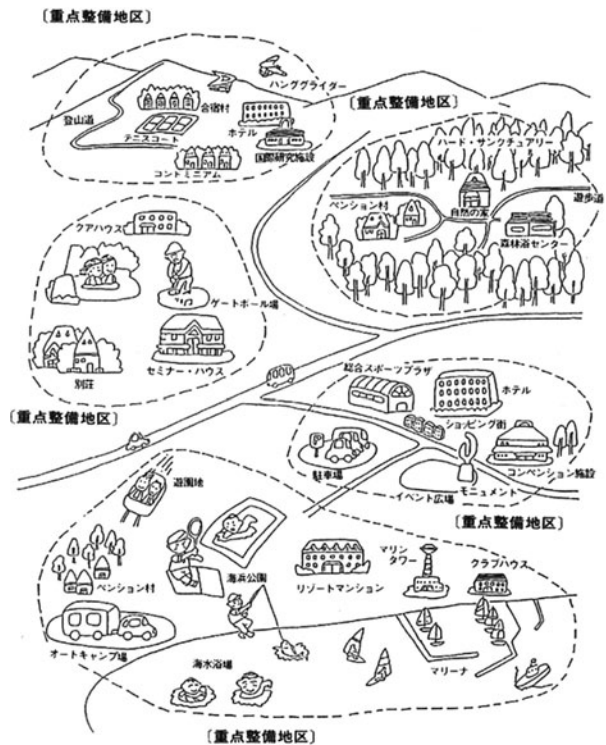 〔重点整備地区〕
ハンググライダー
合宿村
登山道
テニスコート
ホテル
国際研究施設
コンドミニアム
〔重点整備地区〕
ハード・サンクチュアリー
ペンション村
自然の家
遊歩道
森林浴センター
クアハウス
ゲートボール場
別荘
セミナー・ハウス
〔重点整備地区〕
総合スポーツプラザ
ホテル
ショッピング街
駐車場
コンベンション施設
イベント広場
モニュメント
〔重点整備地区〕
遊園地
海浜公園
ペンション村
リゾートマンション
マリン
タワー
クラブハウス
オートキャンプ場
海水浴場
マリーナ
〔重点整備地区〕